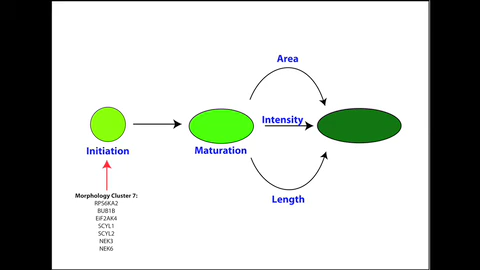 Area
Intensity
Initiation
Maturation
Length
Morphology Cluster 7:
RPS6KA2
BUB1B
EiF2AK4
SCYL1
SCYL2
NEK3
NEK6